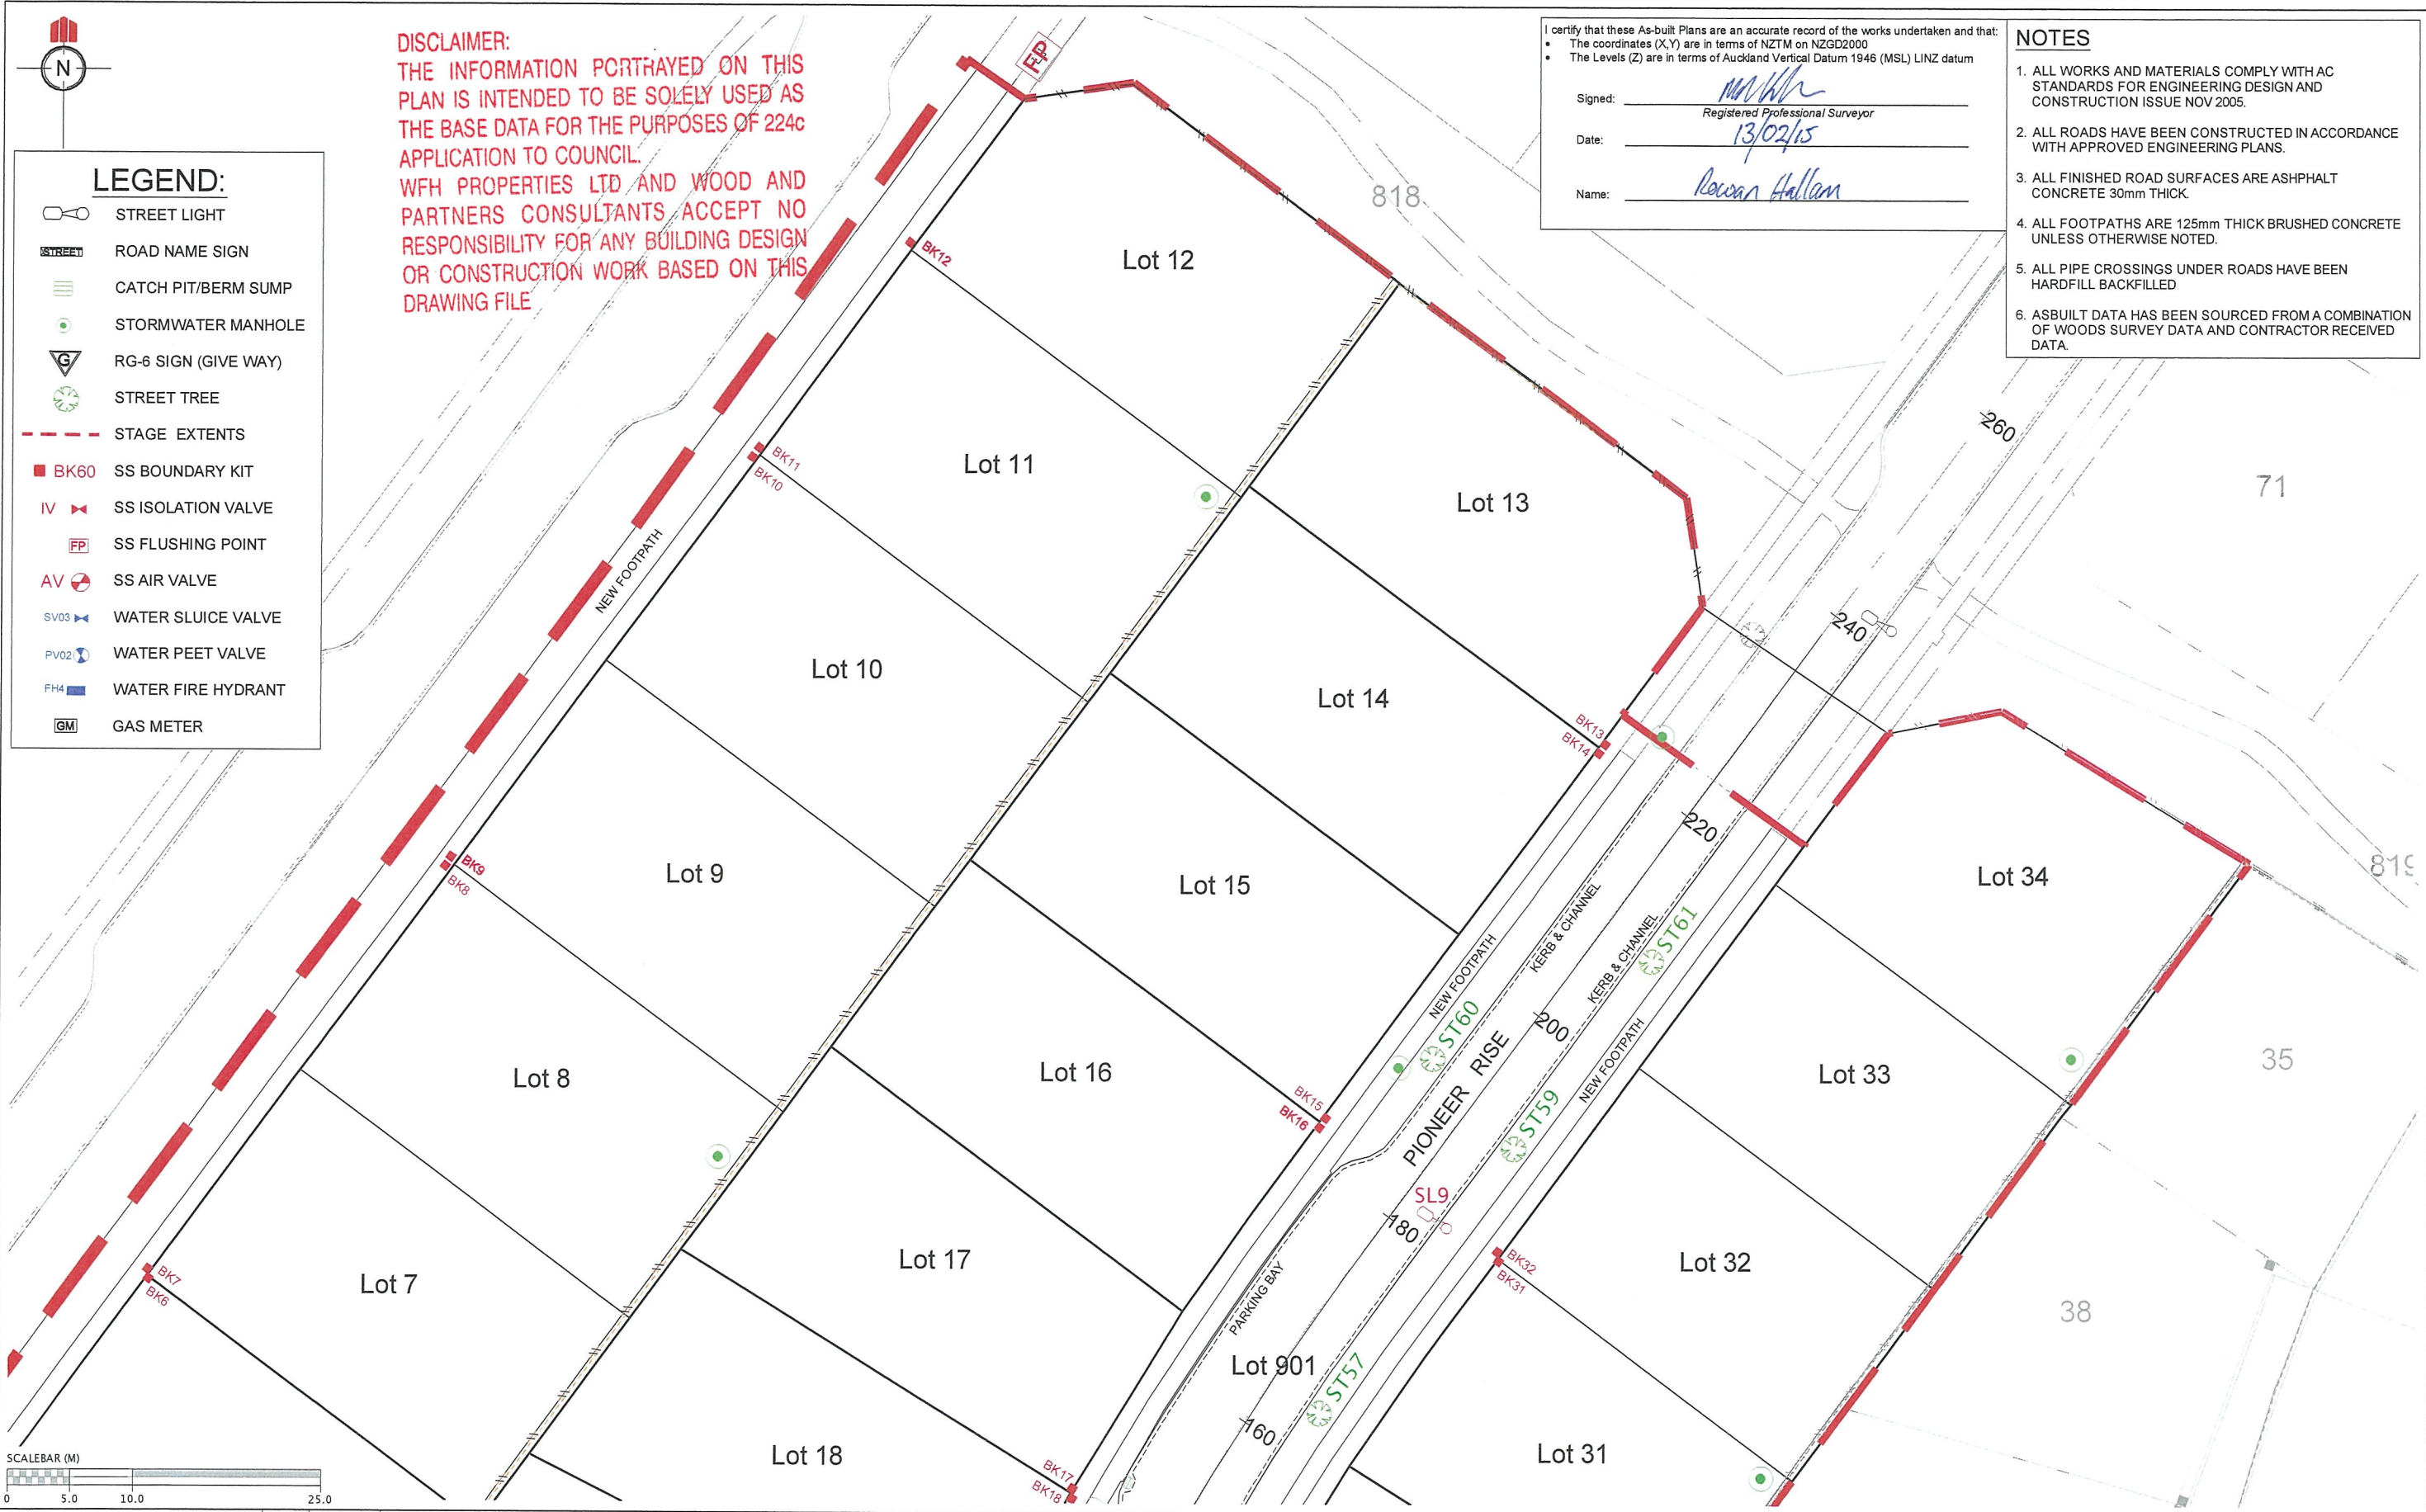 N
DISCLAIMER:
THE INFORMATION PORTRAYED ON THIS
PLAN IS INTENDED TO BE SOLELY USED AS
THE BASE DATA FOR THE PURPOSES OF 224c
APPLICATION TO COUNCIL.
WFH PROPERTIES LTD AND WOOD AND
PARTNERS CONSULTANTS ACCEPT NO
RESPONSIBILITY FOR ANY BUILDING DESIGN
OR CONSTRUCTION WORK BASED ON THIS
DRAWING FILE
LEGEND:
STREET LIGHT
STREET ROAD NAME SIGN
CATCH PIT/BERM SUMP
STORMWATER MANHOLE
G RG-6 SIGN (GIVE WAY)
STREET TREE
STAGE EXTENTS
BK60 SS BOUNDARY KIT
IV SS ISOLATION VALVE
FP SS FLUSHING POINT
AV SS AIR VALVE
SV03 WATER SLUICE VALVE
PV02 WATER PEET VALVE
FH4 WATER FIRE HYDRANT
GM GAS METER
I certify that these As-built Plans are an accurate record of the works undertaken and that:
• The coordinates (X,Y) are in terms of NZTM on NZGD2000
• The Levels (Z) are in terms of Auckland Vertical Datum 1946 (MSL) LINZ datum
Signed:
Registered Professional Surveyor
Date: 13/02/15
Name: Rowan Hallam
NOTES
1. ALL WORKS AND MATERIALS COMPLY WITH AC
STANDARDS FOR ENGINEERING DESIGN AND
CONSTRUCTION ISSUE NOV 2005.
2. ALL ROADS HAVE BEEN CONSTRUCTED IN ACCORDANCE
WITH APPROVED ENGINEERING PLANS.
3. ALL FINISHED ROAD SURFACES ARE ASHPHALT
CONCRETE 30mm THICK.
4. ALL FOOTPATHS ARE 125mm THICK BRUSHED CONCRETE
UNLESS OTHERWISE NOTED.
5. ALL PIPE CROSSINGS UNDER ROADS HAVE BEEN
HARDFILL BACKFILLED
6. ASBUILT DATA HAS BEEN SOURCED FROM A COMBINATION
OF WOODS SURVEY DATA AND CONTRACTOR RECEIVED
DATA.
FP
818
BK12
Lot 12
260
BK11
BK10
Lot 11
Lot 13
71
NEW FOOTPATH
240
Lot 10
Lot 14
BK13
BK14
220
BK9
BK8
Lot 9
Lot 15
Lot 34
819
KERB & CHANNEL
KERB & CHANNEL
ST61
NEW FOOTPATH
ST60
200
Lot 8
Lot 16
Lot 33
35
NEW FOOTPATH
PIONEER RISE
ST59
BK15
BK16
SL9
180
BK7
BK6
Lot 7
Lot 17
BK32
BK31
Lot 32
38
PARKING BAY
Lot 901
ST57
160
Lot 18
BK17
BK18
Lot 31
SCALEBAR (M)
0 5.0 10.0 25.0